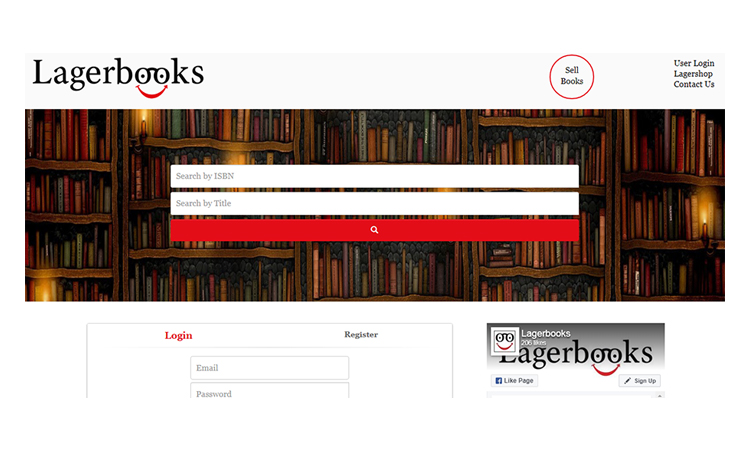 Lagerbooks
Sell
Books
User Login
Lagershop
Contact Us
Search by ISBN
Search by Title
Login
Register
Email
Password
Lagerbooks
206 likes
Lagerbooks
Like Page
Sign Up